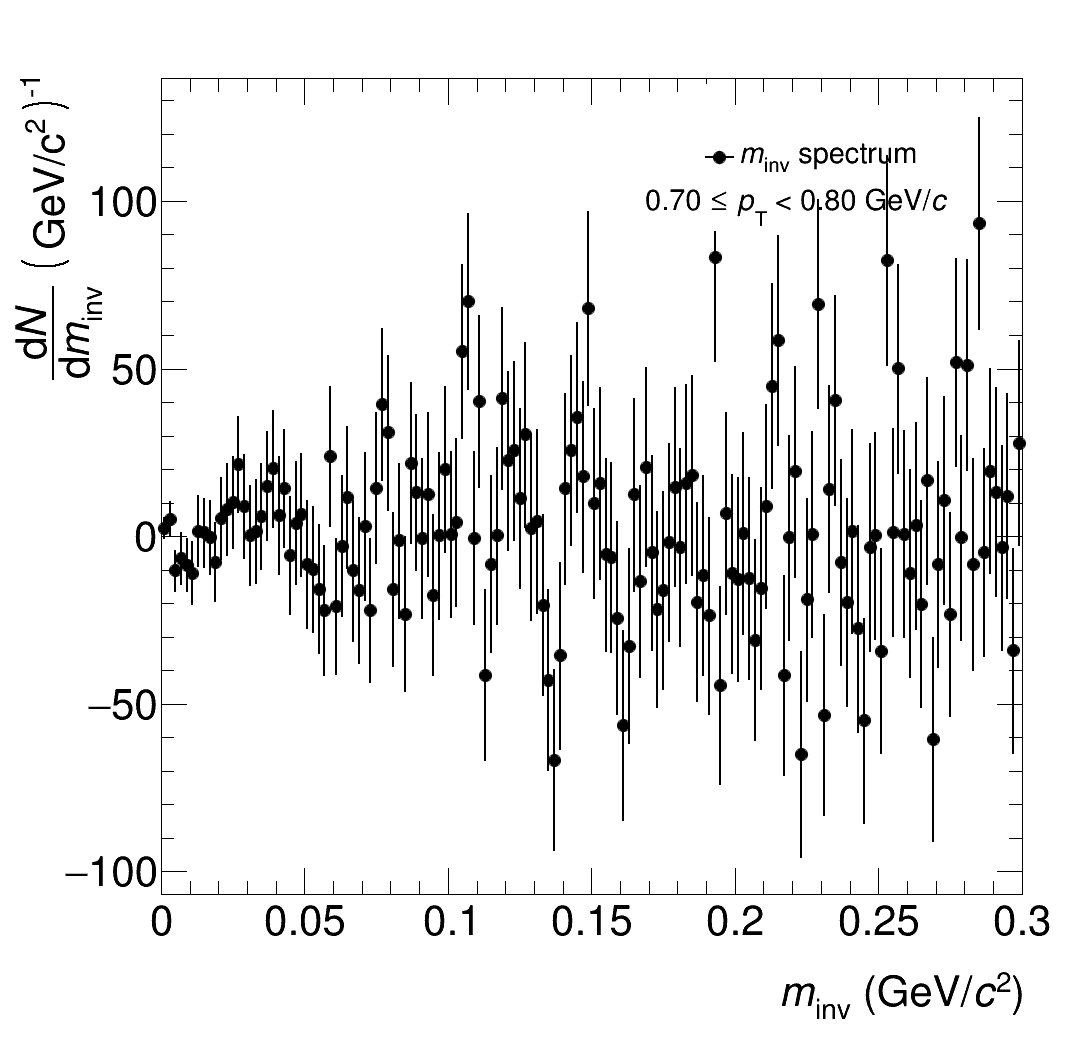 dN/dm_inv (GeV/c²)⁻¹
m_inv spectrum
0.70 ≤ p_T < 0.80 GeV/c
100
50
0
−50
−100
0 0.05 0.1 0.15 0.2 0.25 0.3
m_inv (GeV/c²)